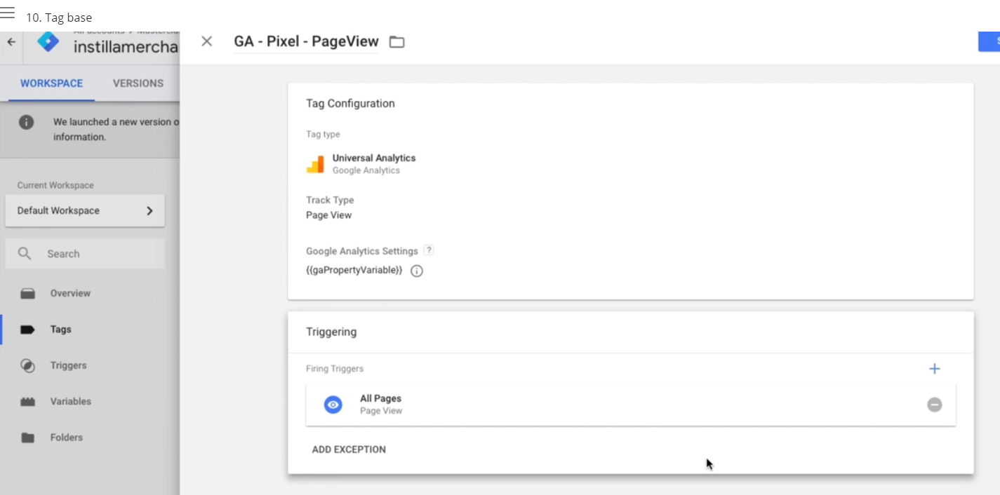 10. Tag base
All accounts > Mastercla
instillamercha
GA - Pixel - PageView
S
WORKSPACE
VERSIONS
We launched a new version o
information.
Current Workspace
Default Workspace
Search
Overview
Tags
Triggers
Variables
Folders
Tag Configuration
Tag type
Universal Analytics
Google Analytics
Track Type
Page View
Google Analytics Settings ?
{{gaPropertyVariable}}
Triggering
Firing Triggers
All Pages
Page View
ADD EXCEPTION